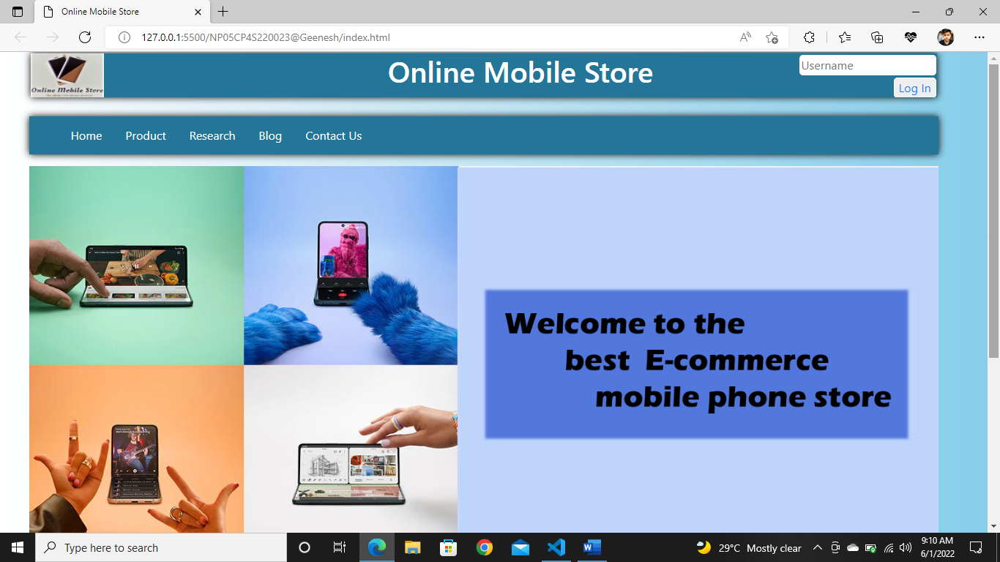 Online Mobile Store
127.0.0.1:5500/NP05CP4S220023@Geenesh/index.html
Online Mobile Store
Online Mobile Store
Username
Log In
Home Product Research Blog Contact Us
Welcome to the
best E-commerce
mobile phone store
Type here to search
29°C Mostly clear
9:10 AM
6/1/2022